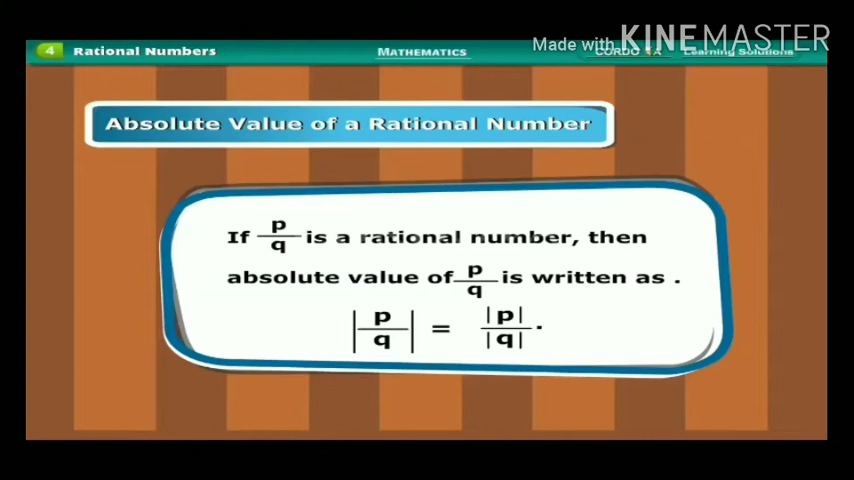 Made with KINEMASTER
4 Rational Numbers MATHEMATICS Learning Solutions
Absolute Value of a Rational Number
If p/q is a rational number, then
absolute value of p/q is written as .
|p/q| = |p|/|q| .